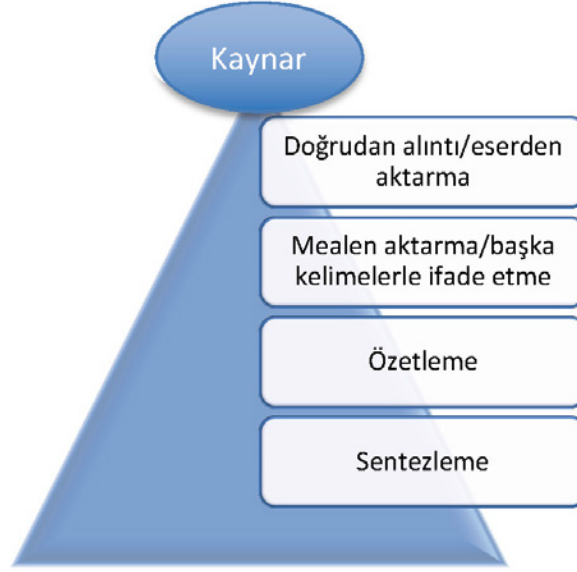 Kaynar
Doğrudan alıntı/eserden
aktarma
Mealen aktarma/başka
kelimelerle ifade etme
Özetleme
Sentezleme